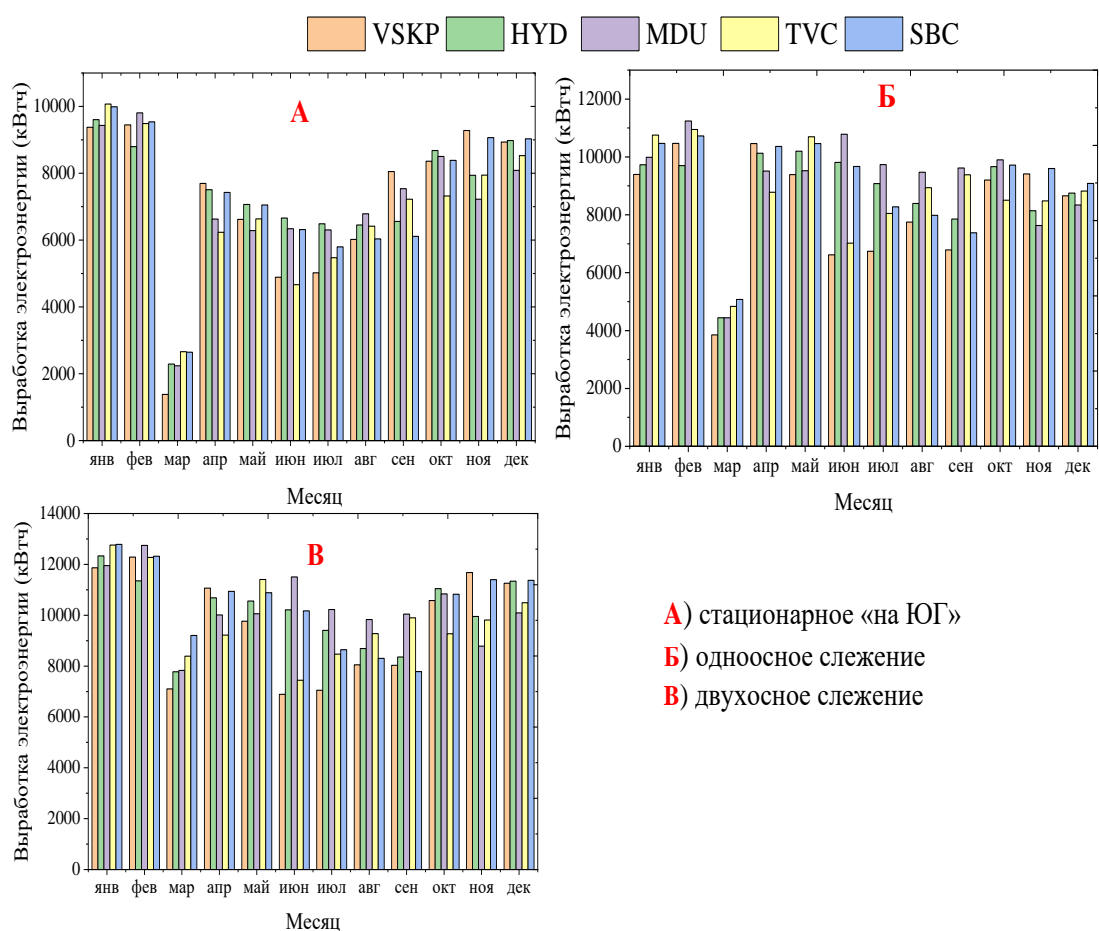 VSKP HYD MDU TVC SBC
А
Выработка электроэнергии (кВтч)
10000
8000
6000
4000
2000
0
янв фев мар апр май июн июл авг сен окт ноя дек
Месяц
Б
Выработка электроэнергии (кВтч)
12000
10000
8000
6000
4000
2000
0
янв фев мар апр май июн июл авг сен окт ноя дек
Месяц
В
Выработка электроэнергии (кВтч)
14000
12000
10000
8000
6000
4000
2000
0
янв фев мар апр май июн июл авг сен окт ноя дек
Месяц
А) стационарное «на ЮГ»
Б) одноосное слежение
В) двухосное слежение